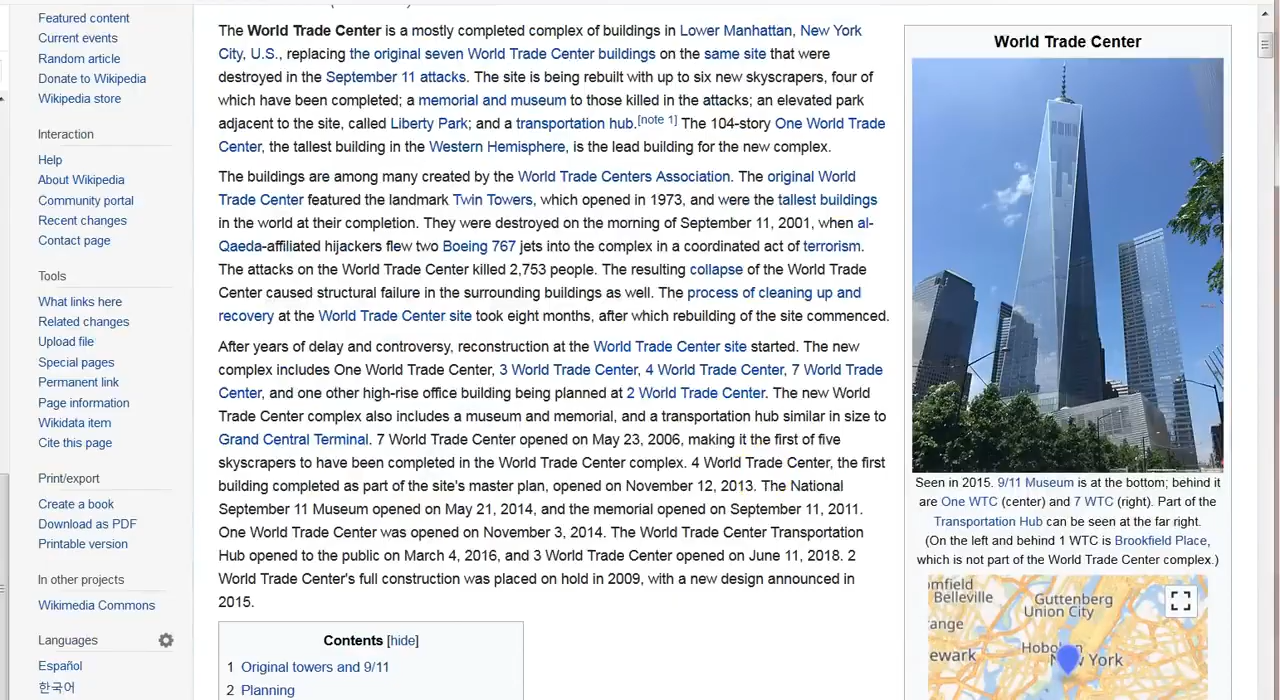 Featured content
Current events
Random article
Donate to Wikipedia
Wikipedia store
Interaction
Help
About Wikipedia
Community portal
Recent changes
Contact page
Tools
What links here
Related changes
Upload file
Special pages
Permanent link
Page information
Wikidata item
Cite this page
Print/export
Create a book
Download as PDF
Printable version
In other projects
Wikimedia Commons
Languages
Español
한국어
The World Trade Center is a mostly completed complex of buildings in Lower Manhattan, New York
City, U.S., replacing the original seven World Trade Center buildings on the same site that were
destroyed in the September 11 attacks. The site is being rebuilt with up to six new skyscrapers, four of
which have been completed; a memorial and museum to those killed in the attacks; an elevated park
adjacent to the site, called Liberty Park; and a transportation hub.[note 1] The 104-story One World Trade
Center, the tallest building in the Western Hemisphere, is the lead building for the new complex.
The buildings are among many created by the World Trade Centers Association. The original World
Trade Center featured the landmark Twin Towers, which opened in 1973, and were the tallest buildings
in the world at their completion. They were destroyed on the morning of September 11, 2001, when al-
Qaeda-affiliated hijackers flew two Boeing 767 jets into the complex in a coordinated act of terrorism.
The attacks on the World Trade Center killed 2,753 people. The resulting collapse of the World Trade
Center caused structural failure in the surrounding buildings as well. The process of cleaning up and
recovery at the World Trade Center site took eight months, after which rebuilding of the site commenced.
After years of delay and controversy, reconstruction at the World Trade Center site started. The new
complex includes One World Trade Center, 3 World Trade Center, 4 World Trade Center, 7 World Trade
Center, and one other high-rise office building being planned at 2 World Trade Center. The new World
Trade Center complex also includes a museum and memorial, and a transportation hub similar in size to
Grand Central Terminal. 7 World Trade Center opened on May 23, 2006, making it the first of five
skyscrapers to have been completed in the World Trade Center complex. 4 World Trade Center, the first
building completed as part of the site's master plan, opened on November 12, 2013. The National
September 11 Museum opened on May 21, 2014, and the memorial opened on September 11, 2011.
One World Trade Center was opened on November 3, 2014. The World Trade Center Transportation
Hub opened to the public on March 4, 2016, and 3 World Trade Center opened on June 11, 2018. 2
World Trade Center's full construction was placed on hold in 2009, with a new design announced in
2015.
Contents [hide]
1 Original towers and 9/11
2 Planning
World Trade Center
Seen in 2015. 9/11 Museum is at the bottom; behind it
are One WTC (center) and 7 WTC (right). Part of the
Transportation Hub can be seen at the far right.
(On the left and behind 1 WTC is Brookfield Place,
which is not part of the World Trade Center complex.)
omfield
Belleville
Guttenberg
Union City
range
ewark
Hobok
New York